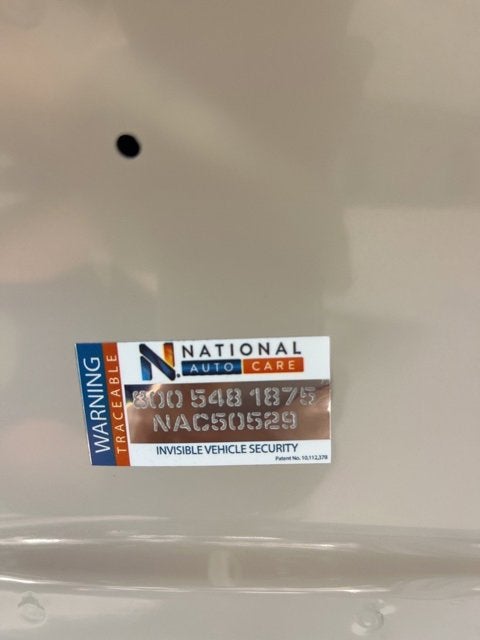 WARNING
TRACEABLE
N. NATIONAL
AUTO CARE
800 548 1875
NAC50529
INVISIBLE VEHICLE SECURITY
Patent No. 10,112,378